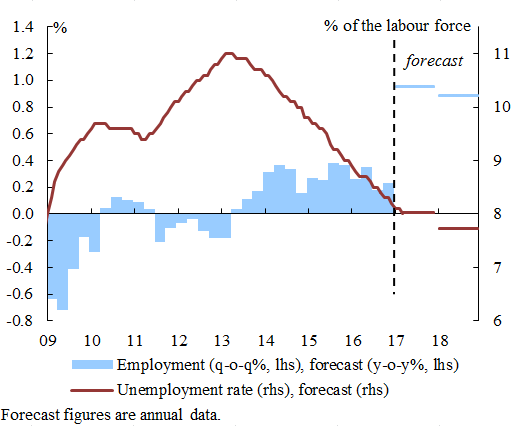 % % of the labour force
1.4 11
forecast
1.2
1.0 10
0.8
0.6
0.4 9
0.2
0.0 8
-0.2
-0.4 7
-0.6
-0.8 6
09 10 11 12 13 14 15 16 17 18
Employment (q-o-q%, lhs), forecast (y-o-y%, lhs)
Unemployment rate (rhs), forecast (rhs)
Forecast figures are annual data.